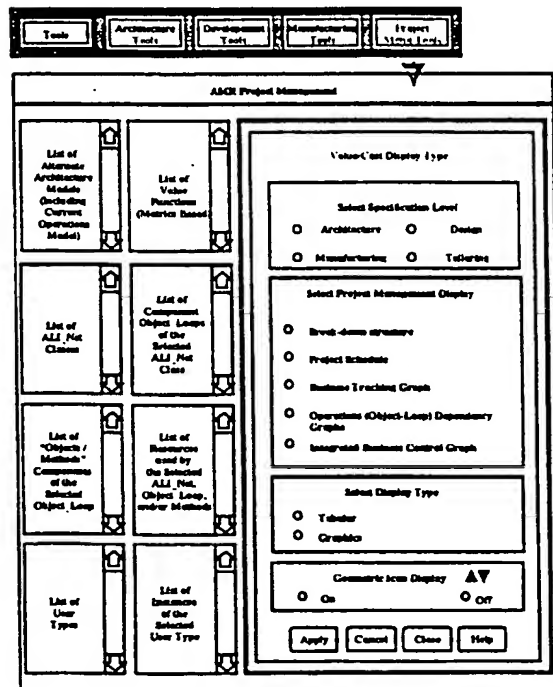 Tools
Architecture
Tools
Development
Tools
Manufacturing
Tools
Project
AMR Project Management
List of
Alternate
Architecture
Models
(Including
Current
Operations
Model)
List of
Value
Functions
(Metrics Based)
List of
ALI_Net
Classes
List of
Component
Object_Loops
of the
Selected
ALI_Net
Class
List of
"Objects /
Methods"
Components
of the
Selected
Object_Loop
List of
Resources
used by
the Selected
ALI_Net,
Object_Loop,
and/or Methods
List of
User
Types
List of
Instances
of the
Selected
User Type
Value-Cost Display Type
Select Specification Level
Architecture
Design
Manufacturing
Tailoring
Select Project Management Display
Break-down structure
Project Schedule
Business Tracking Graph
Operations (Object-Loop) Dependency
Graphs
Integrated Business Control Graph
Select Display Type
Tabular
Graphics
Geometric Icon Display
On
Off
Apply
Cancel
Close
Help